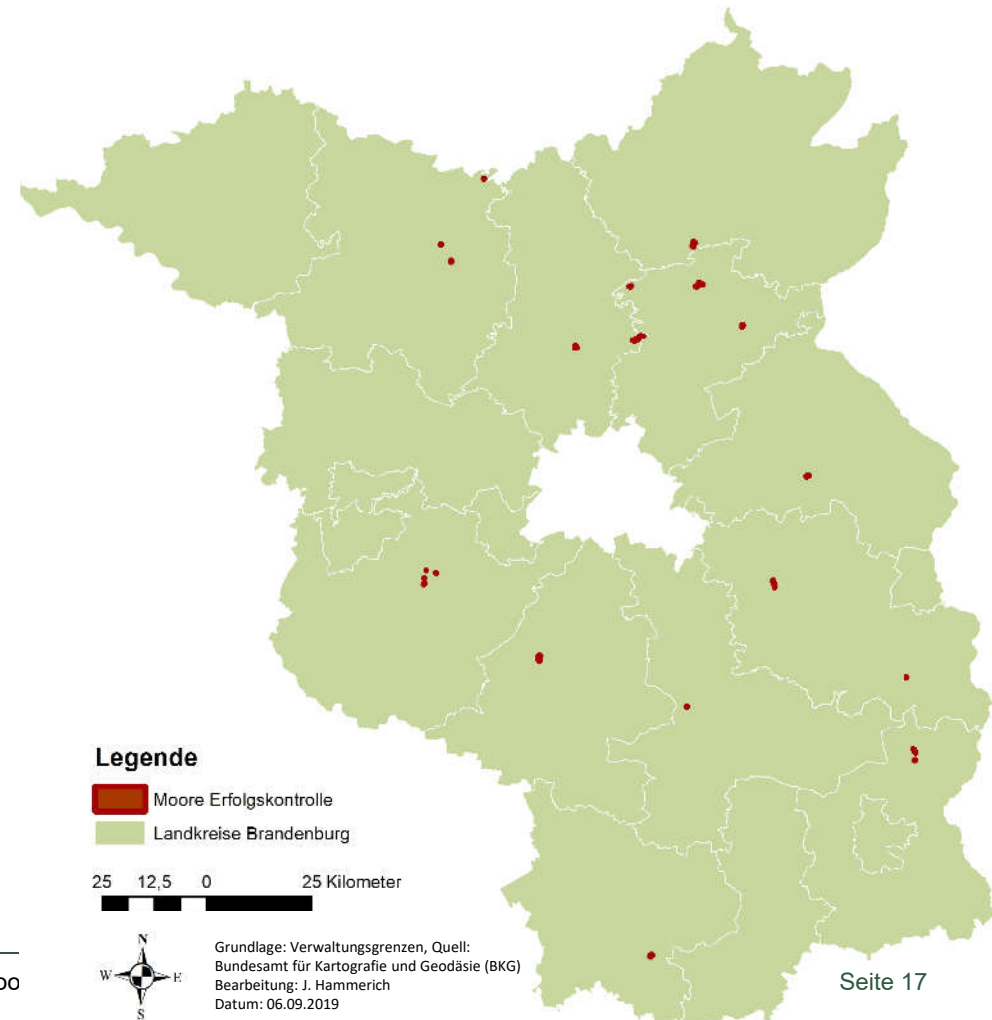 Legende
Moore Erfolgskontrolle
Landkreise Brandenburg
25 12,5 0 25 Kilometer
N
W E
S
Grundlage: Verwaltungsgrenzen, Quell:
Bundesamt für Kartografie und Geodäsie (BKG)
Bearbeitung: J. Hammerich
Datum: 06.09.2019
Seite 17